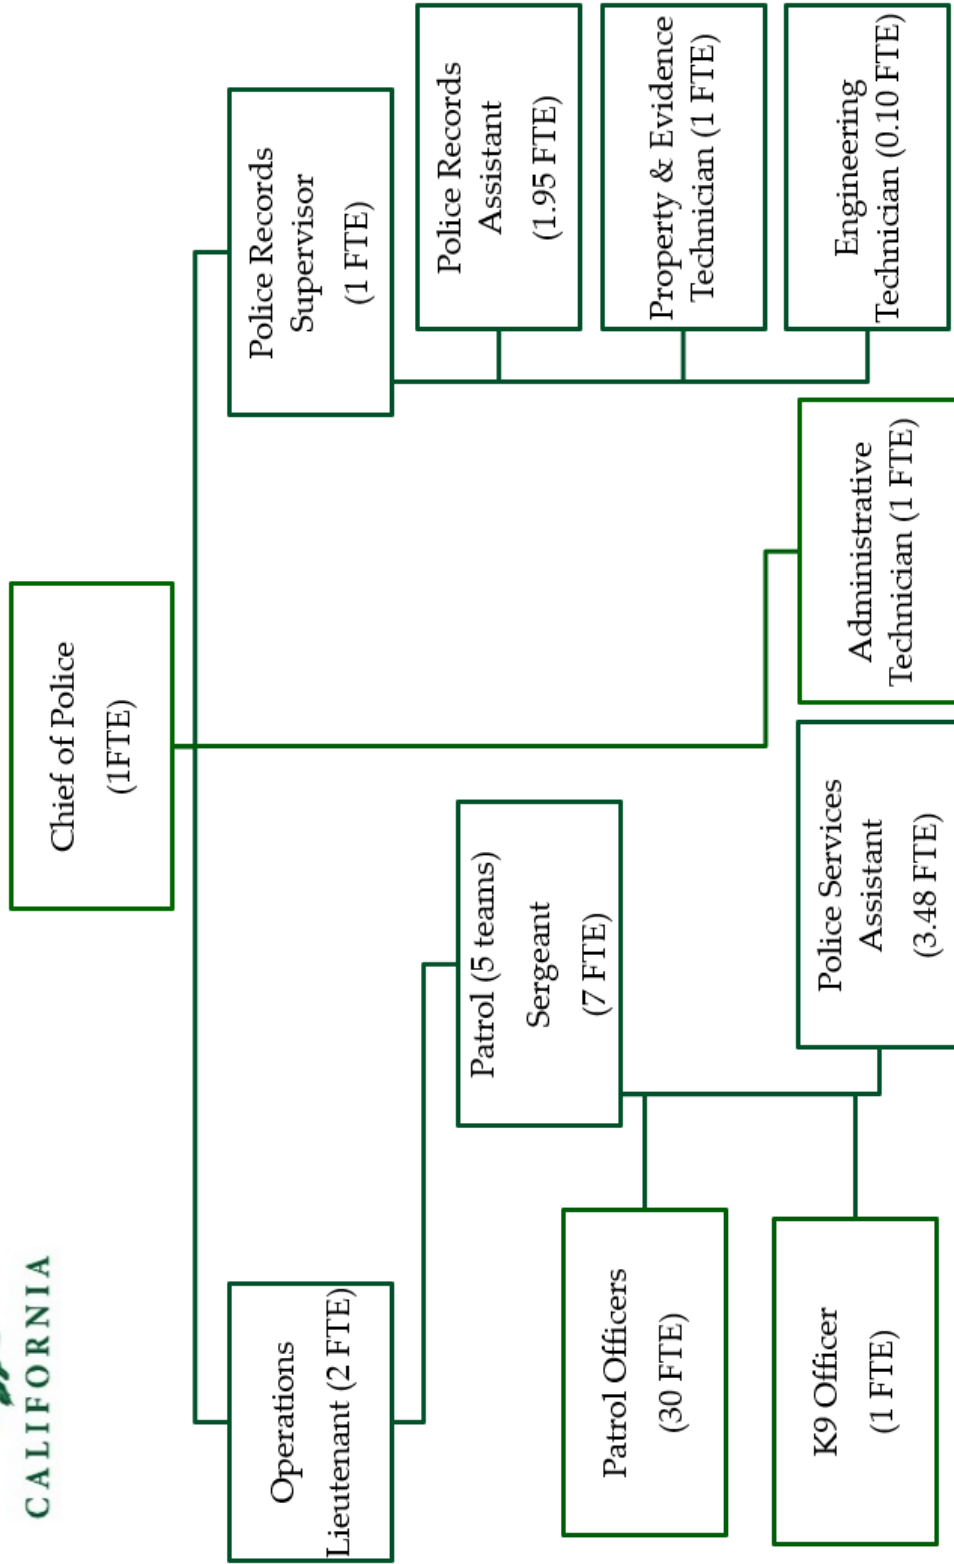 CALIFORNIA
Chief of Police
(1FTE)
Operations
Lieutenant (2 FTE)
Police Records
Supervisor
(1 FTE)
Patrol (5 teams)
Sergeant
(7 FTE)
Police Records
Assistant
(1.95 FTE)
Patrol Officers
(30 FTE)
Property & Evidence
Technician (1 FTE)
K9 Officer
(1 FTE)
Police Services
Assistant
(3.48 FTE)
Administrative
Technician (1 FTE)
Engineering
Technician (0.10 FTE)